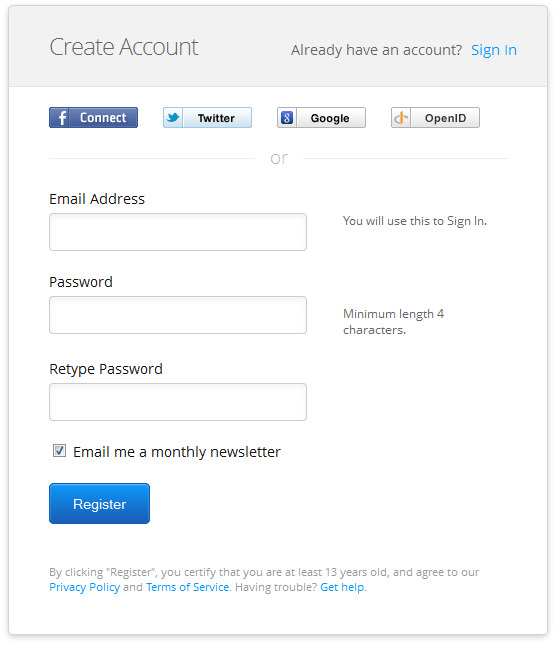 Create Account
Already have an account? Sign In
f Connect
Twitter
g Google
OpenID
or
Email Address
You will use this to Sign In.
Password
Minimum length 4
characters.
Retype Password
Email me a monthly newsletter
Register
By clicking "Register", you certify that you are at least 13 years old, and agree to our
Privacy Policy and Terms of Service. Having trouble? Get help.